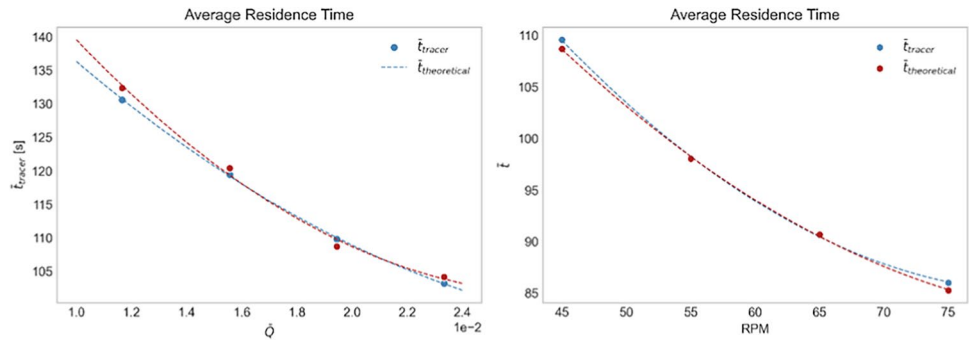 Average Residence Time
140
135
130
125
120
115
110
105
t̄tracer [s]
t̄tracer
t̄theoretical
1.0 1.2 1.4 1.6 1.8 2.0 2.2 2.4
1e−2
Q̄
Average Residence Time
110
105
100
95
90
85
t̄
t̄tracer
t̄theoretical
45 50 55 60 65 70 75
RPM